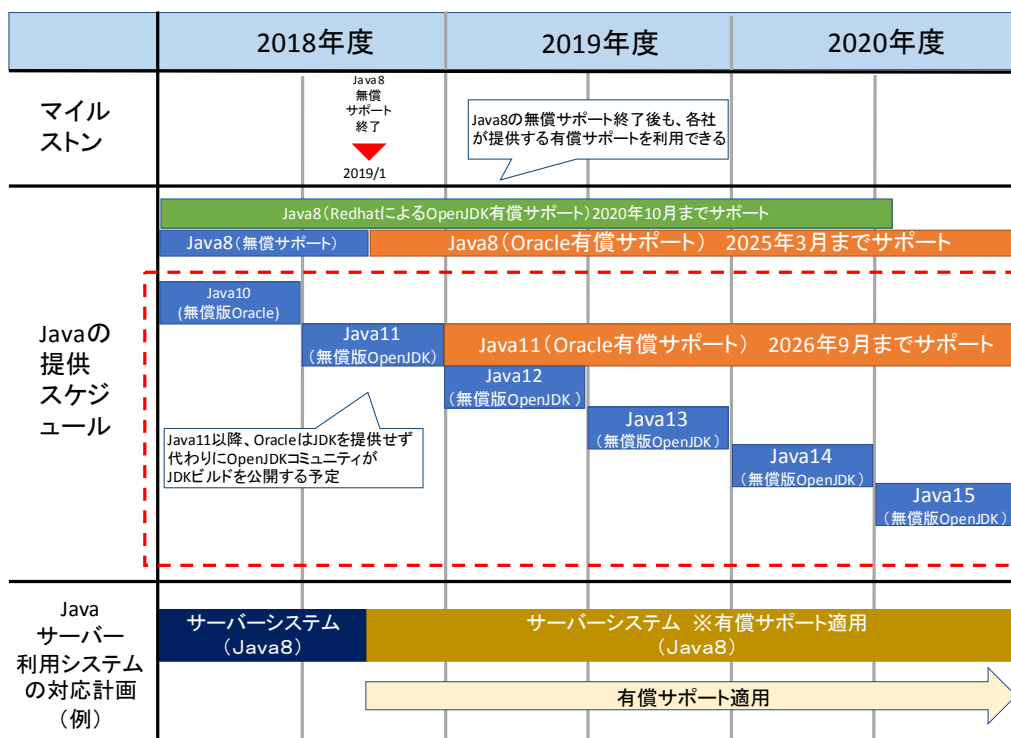 2018年度
2019年度
2020年度
マイル
ストン
Java8
無償
サポート
終了
2019/1
Java8の無償サポート終了後も、各社
が提供する有償サポートを利用できる
Javaの
提供
スケジ
ュール
Java8（RedhatによるOpenJDK有償サポート）2020年10月までサポート
Java8（無償サポート）
Java8（Oracle有償サポート） 2025年3月までサポート
Java10
(無償版Oracle)
Java11
（無償版OpenJDK）
Java11（Oracle有償サポート） 2026年9月までサポート
Java12
（無償版OpenJDK）
Java13
（無償版OpenJDK）
Java11以降、OracleはJDKを提供せず
代わりにOpenJDKコミュニティが
JDKビルドを公開する予定
Java14
（無償版OpenJDK）
Java15
（無償版OpenJDK）
Java
サーバー
利用システム
の対応計画
（例）
サーバーシステム
（Java8）
サーバーシステム ※有償サポート適用
（Java8）
有償サポート適用